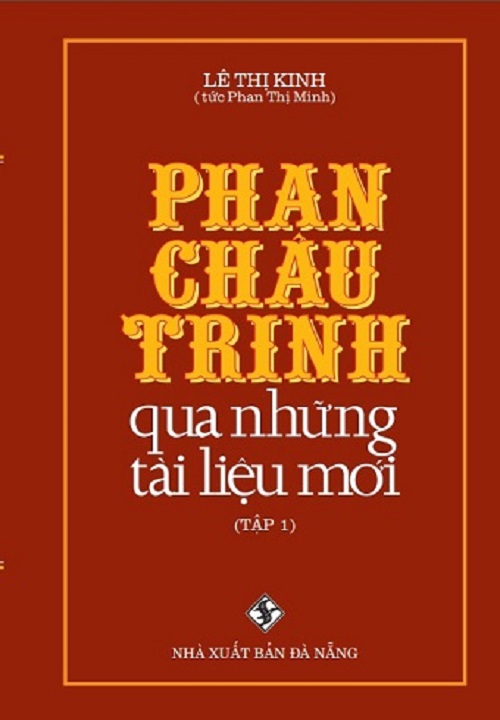 LÊ THỊ KINH
(tức Phan Thị Minh)
PHAN
CHÂU
TRINH
qua những
tài liệu mới
(TẬP 1)
NHÀ XUẤT BẢN ĐÀ NẴNG